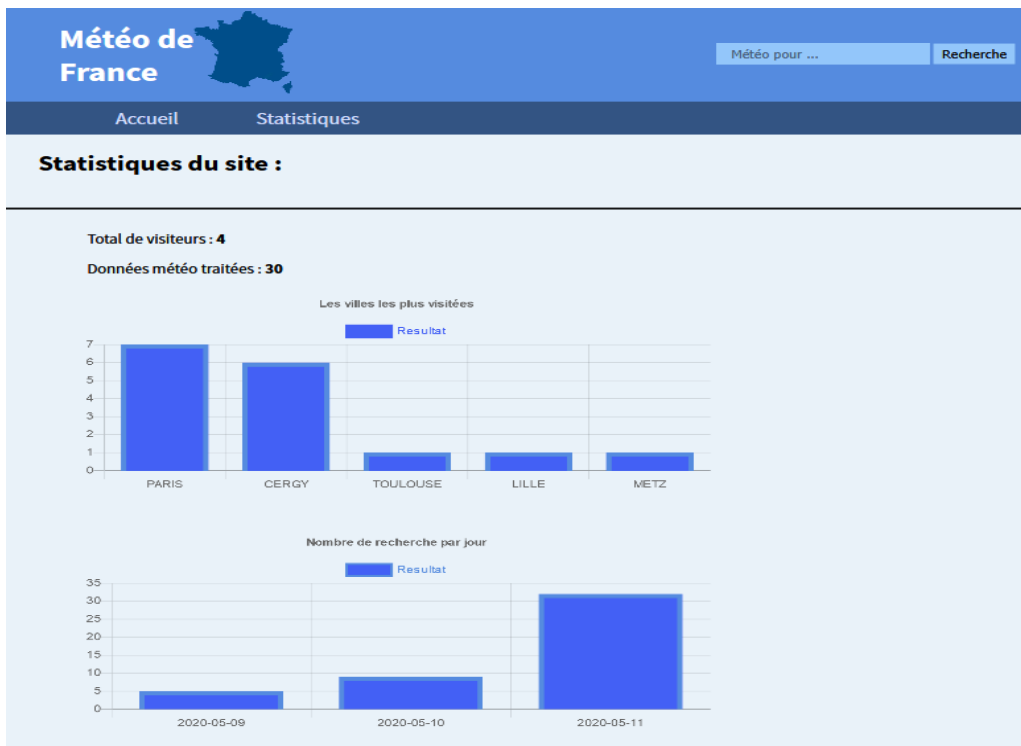 Météo de
France
Météo pour ...
Recherche
Accueil
Statistiques
Statistiques du site :
Total de visiteurs : 4
Données météo traitées : 30
Les villes les plus visitées
Resultat
7
6
5
4
3
2
1
0
PARIS CERGY TOULOUSE LILLE METZ
Nombre de recherche par jour
Resultat
35
30
25
20
15
10
5
0
2020-05-09 2020-05-10 2020-05-11